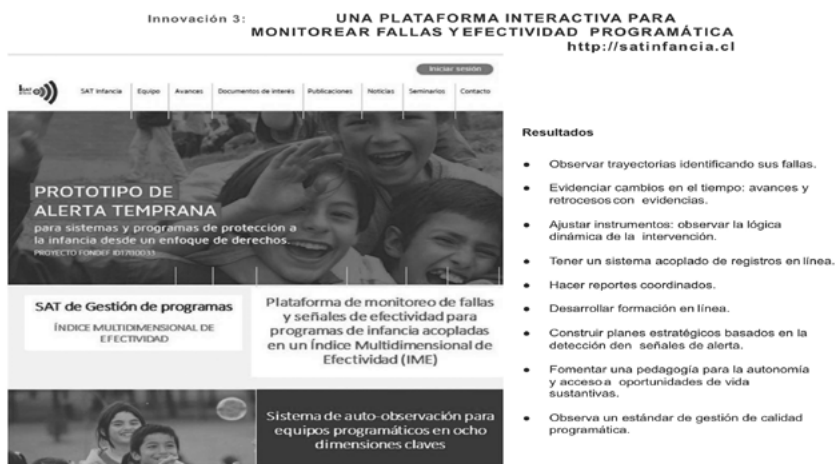 Innovación 3:
UNA PLATAFORMA INTERACTIVA PARA
MONITOREAR FALLAS Y EFECTIVIDAD PROGRAMÁTICA
http://satinfancia.cl
Iniciar sesión
SAT Infancia
Equipo
Avances
Documentos de interés
Publicaciones
Noticias
Seminarios
Contacto
PROTOTIPO DE
ALERTA TEMPRANA
para sistemas y programas de protección a
la infancia desde un enfoque de derechos.
PROYECTO FONDEF ID17I10033
SAT de Gestión de programas
ÍNDICE MULTIDIMENSIONAL DE
EFECTIVIDAD
Plataforma de monitoreo de fallas
y señales de efectividad para
programas de infancia acopladas
en un Índice Multidimensional de
Efectividad (IME)
Sistema de auto-observación para
equipos programáticos en ocho
dimensiones claves
Resultados
• Observar trayectorias identificando sus fallas.
• Evidenciar cambios en el tiempo: avances y
retrocesos con evidencias.
• Ajustar instrumentos: observar la lógica
dinámica de la intervención.
• Tener un sistema acoplado de registros en línea.
• Hacer reportes coordinados.
• Desarrollar formación en línea.
• Construir planes estratégicos basados en la
detección den señales de alerta.
• Fomentar una pedagogía para la autonomía
y acceso a oportunidades de vida
sustantivas.
• Observa un estándar de gestión de calidad
programática.